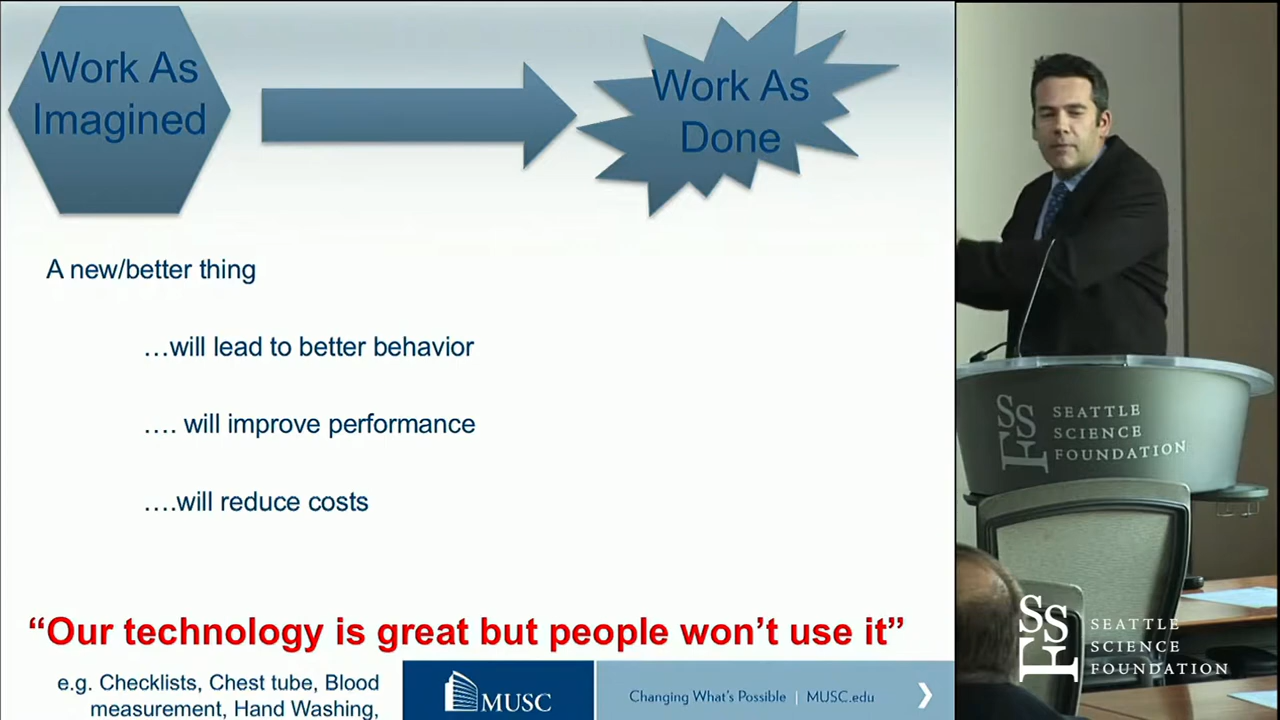 Work As
Imagined
Work As
Done
A new/better thing
…will lead to better behavior
…. will improve performance
….will reduce costs
“Our technology is great but people won’t use it”
e.g. Checklists, Chest tube, Blood
measurement, Hand Washing,
MUSC
Changing What's Possible | MUSC.edu
SSF SEATTLE
SCIENCE
FOUNDATION
SSF SEATTLE
SCIENCE
FOUNDATION